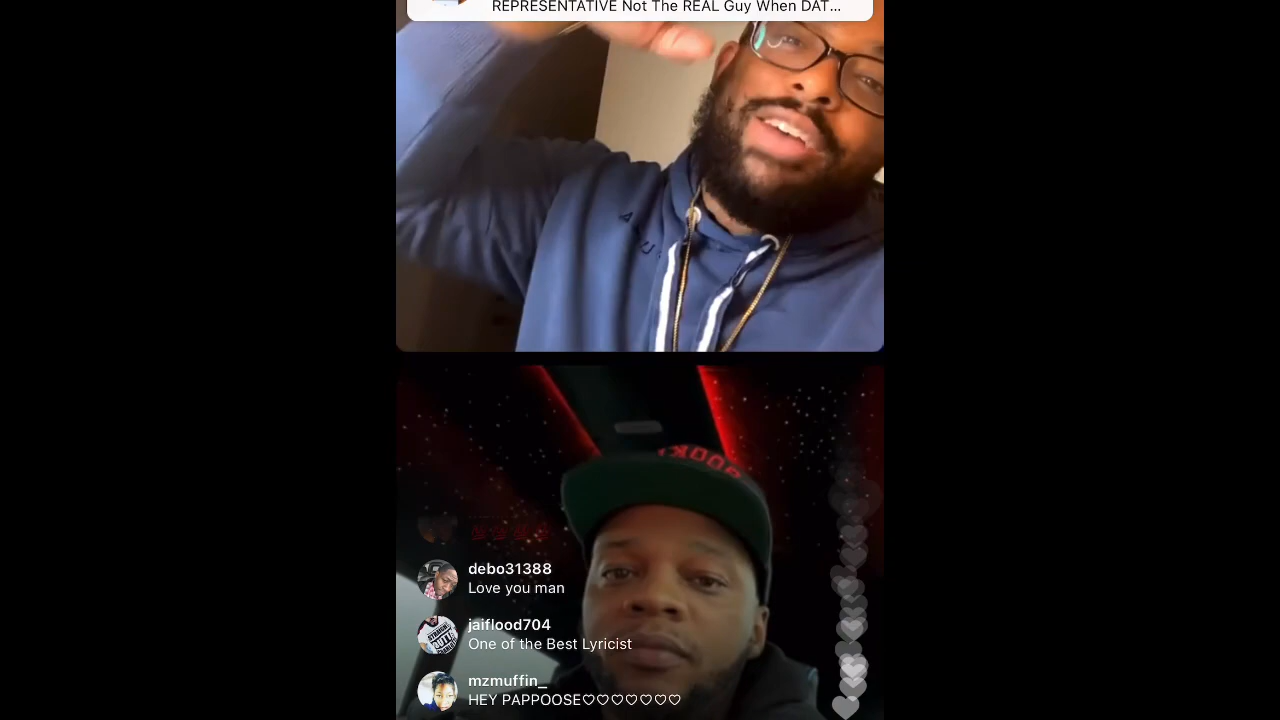 REPRESENTATIVE Not The REAL Guy When DAT...
debo31388
Love you man
jaiflood704
One of the Best Lyricist
mzmuffin_
HEY PAPPOOSE♡♡♡♡♡♡♡